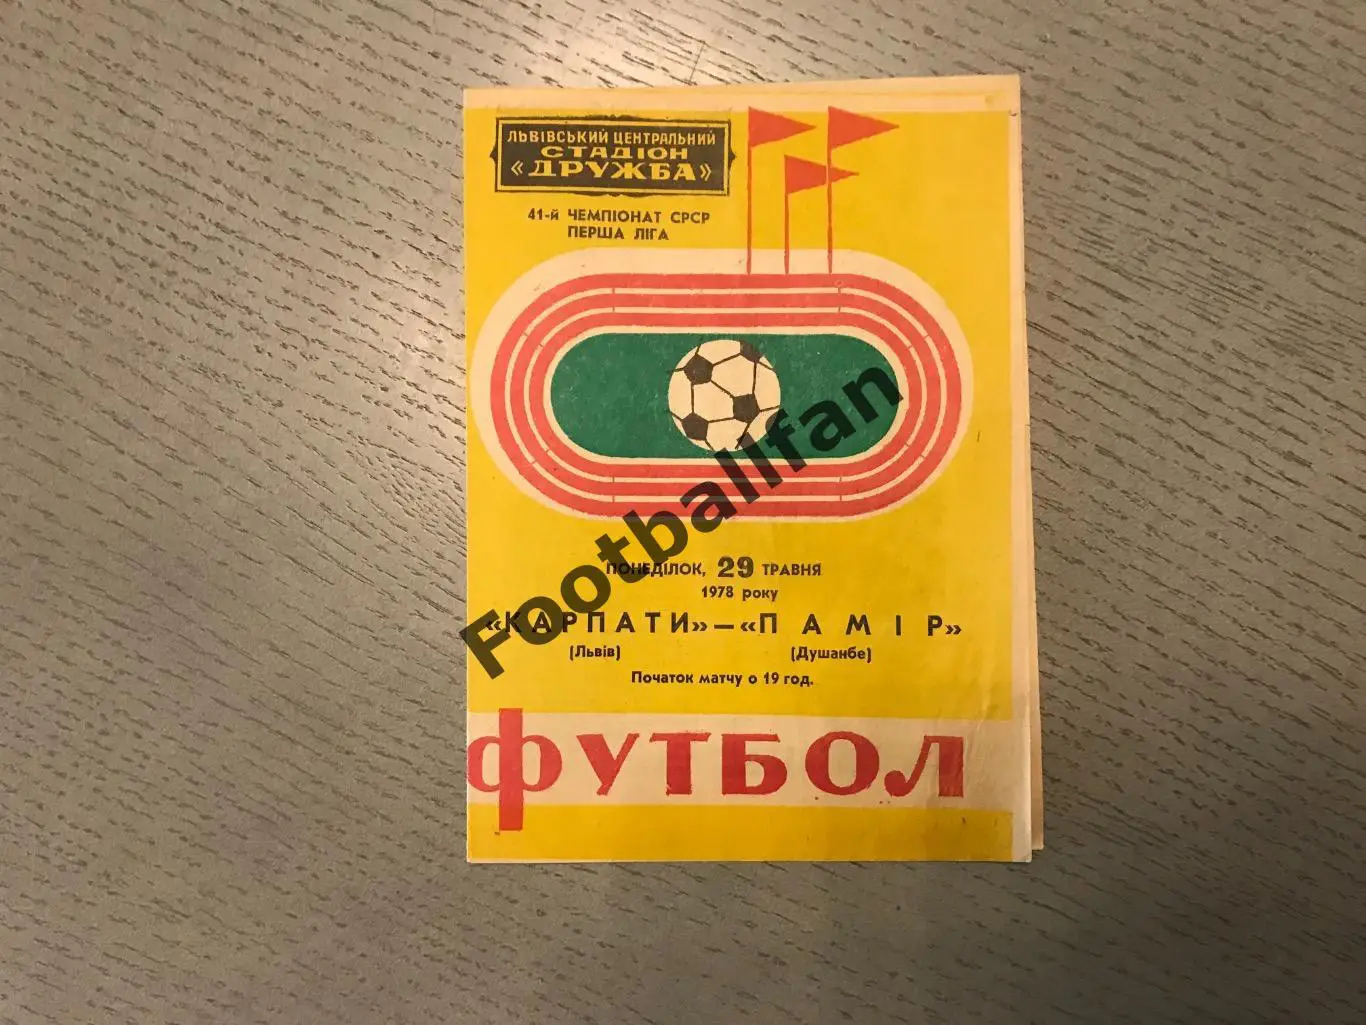 ЛЬВІВСЬКИЙ ЦЕНТРАЛЬНИЙ
СТАДІОН
«ДРУЖБА»
41-й ЧЕМПІОНАТ СРСР
ПЕРША ЛІГА
ПОНЕДІЛОК, 29 ТРАВНЯ
1978 року
«КАРПАТИ» — «ПАМІР»
(Львів) (Душанбе)
Початок матчу о 19 год.
ФУТБОЛ
Footballfan